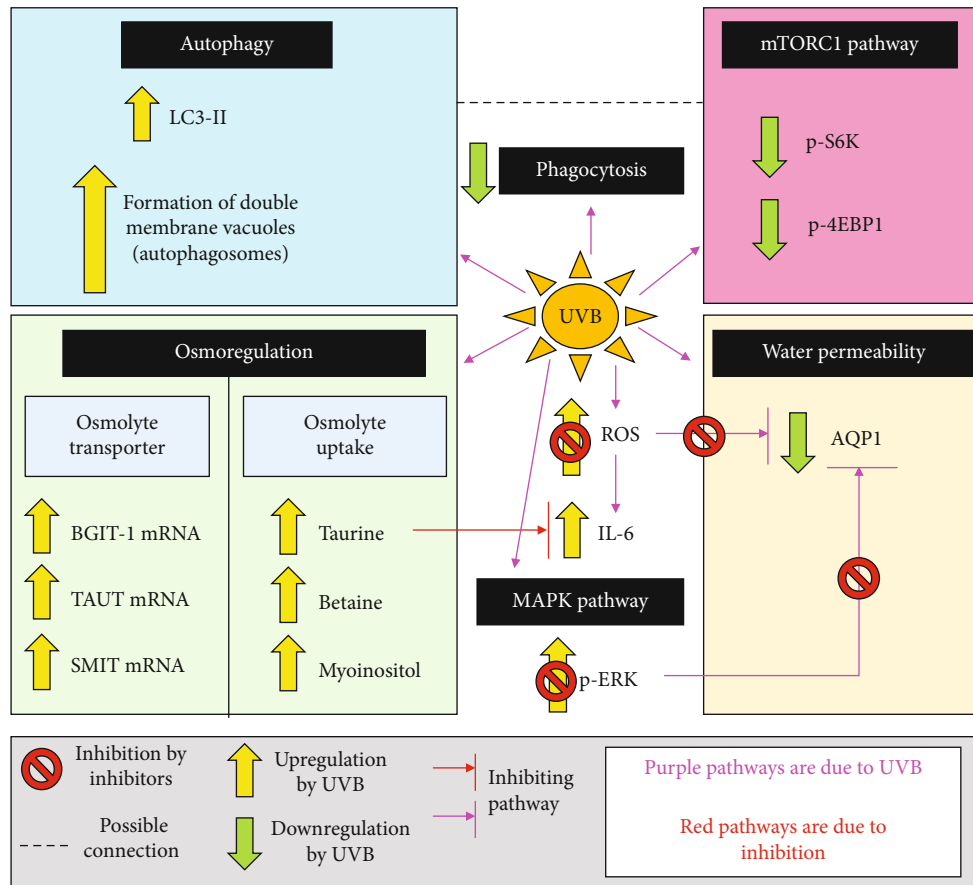 Autophagy
LC3-II
Formation of double
membrane vacuoles
(autophagosomes)
Phagocytosis
mTORC1 pathway
p-S6K
p-4EBP1
UVB
Osmoregulation
Osmolyte
transporter
BGIT-1 mRNA
TAUT mRNA
SMIT mRNA
Osmolyte
uptake
Taurine
Betaine
Myoinositol
ROS
IL-6
MAPK pathway
p-ERK
Water permeability
AQP1
Inhibition by
inhibitors
Possible
connection
Upregulation
by UVB
Downregulation
by UVB
Inhibiting
pathway
Purple pathways are due to UVB
Red pathways are due to
inhibition